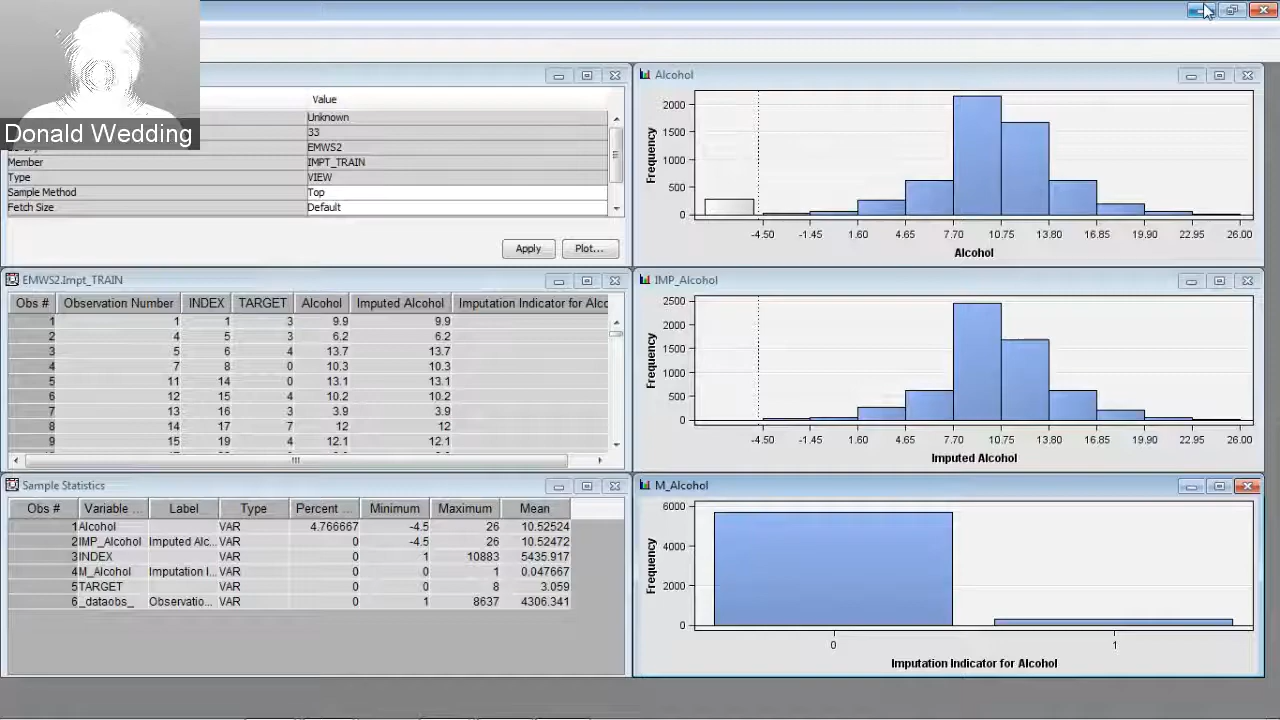 Donald Wedding
Value
Unknown
33
EMWS2
Member IMPT_TRAIN
Type VIEW
Sample Method Top
Fetch Size Default
Apply Plot...
EMWS2.Impt_TRAIN
Obs # Observation Number INDEX TARGET Alcohol Imputed Alcohol Imputation Indicator for Alco
1 1 1 3 9.9 9.9
2 4 5 3 6.2 6.2
3 5 6 4 13.7 13.7
4 7 8 0 10.3 10.3
5 11 14 0 13.1 13.1
6 12 15 4 10.2 10.2
7 13 16 3 3.9 3.9
8 14 17 7 12 12
9 15 19 4 12.1 12.1
Sample Statistics
Obs # Variable ... Label Type Percent ... Minimum Maximum Mean
1 Alcohol VAR 4.766667 -4.5 26 10.52524
2 IMP_Alcohol Imputed Alc... VAR 0 -4.5 26 10.52472
3 INDEX VAR 0 1 10883 5435.917
4 M_Alcohol Imputation I... VAR 0 0 1 0.047667
5 TARGET VAR 0 0 8 3.059
6 _dataobs_ Observatio... VAR 0 1 8637 4306.341
Alcohol
Frequency
2000
1500
1000
500
0
-4.50 -1.45 1.60 4.65 7.70 10.75 13.80 16.85 19.90 22.95 26.00
Alcohol
IMP_Alcohol
Frequency
2500
2000
1500
1000
500
0
-4.50 -1.45 1.60 4.65 7.70 10.75 13.80 16.85 19.90 22.95 26.00
Imputed Alcohol
M_Alcohol
Frequency
6000
4000
2000
0
0 1
Imputation Indicator for Alcohol